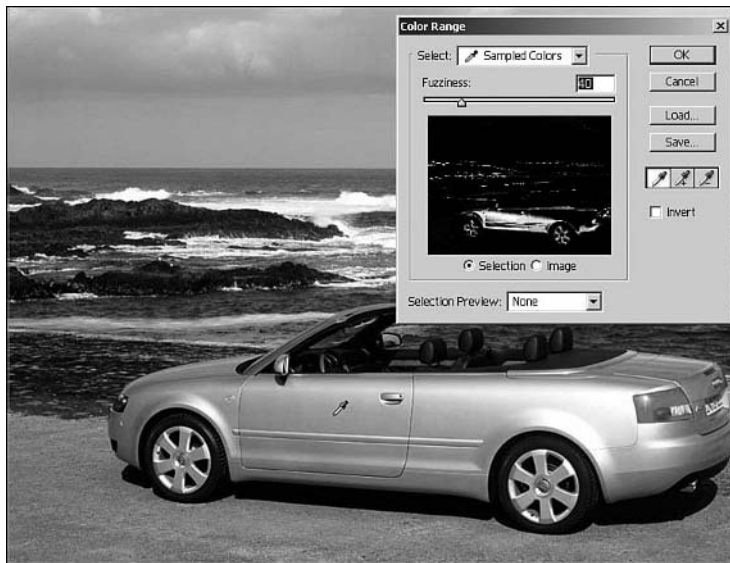 Color Range
Select: Sampled Colors
Fuzziness: 40
Selection Image
Selection Preview: None
OK
Cancel
Load...
Save...
Invert